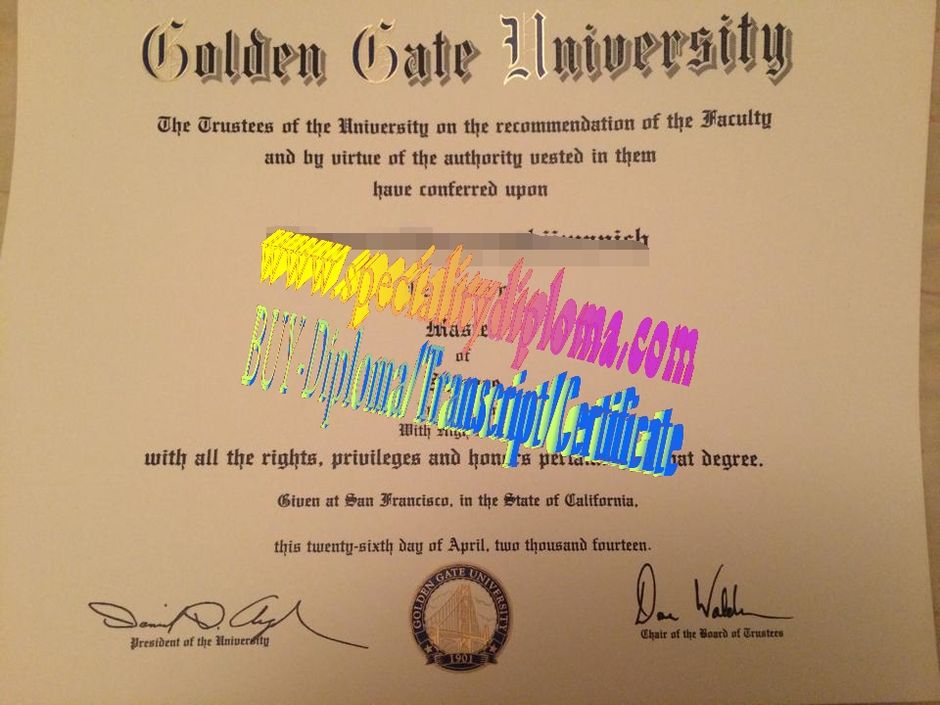 Golden Gate University
The Trustees of the University on the recommendation of the Faculty
and by virtue of the authority vested in them
have conferred upon
www.specialitydiploma.com
of
BUY-Diploma/Transcript/Certificate
With
with all the rights, privileges and honors degree.
Given at San Francisco, in the State of California,
this twenty-sixth day of April, two thousand fourteen.
President of the University
GOLDEN GATE UNIVERSITY
1901
Chair of the Board of Trustees